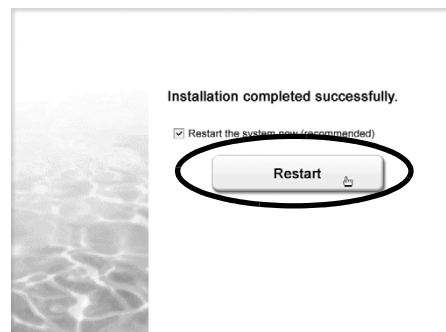 Installation completed successfully.
Restart the system now (recommended)
Restart